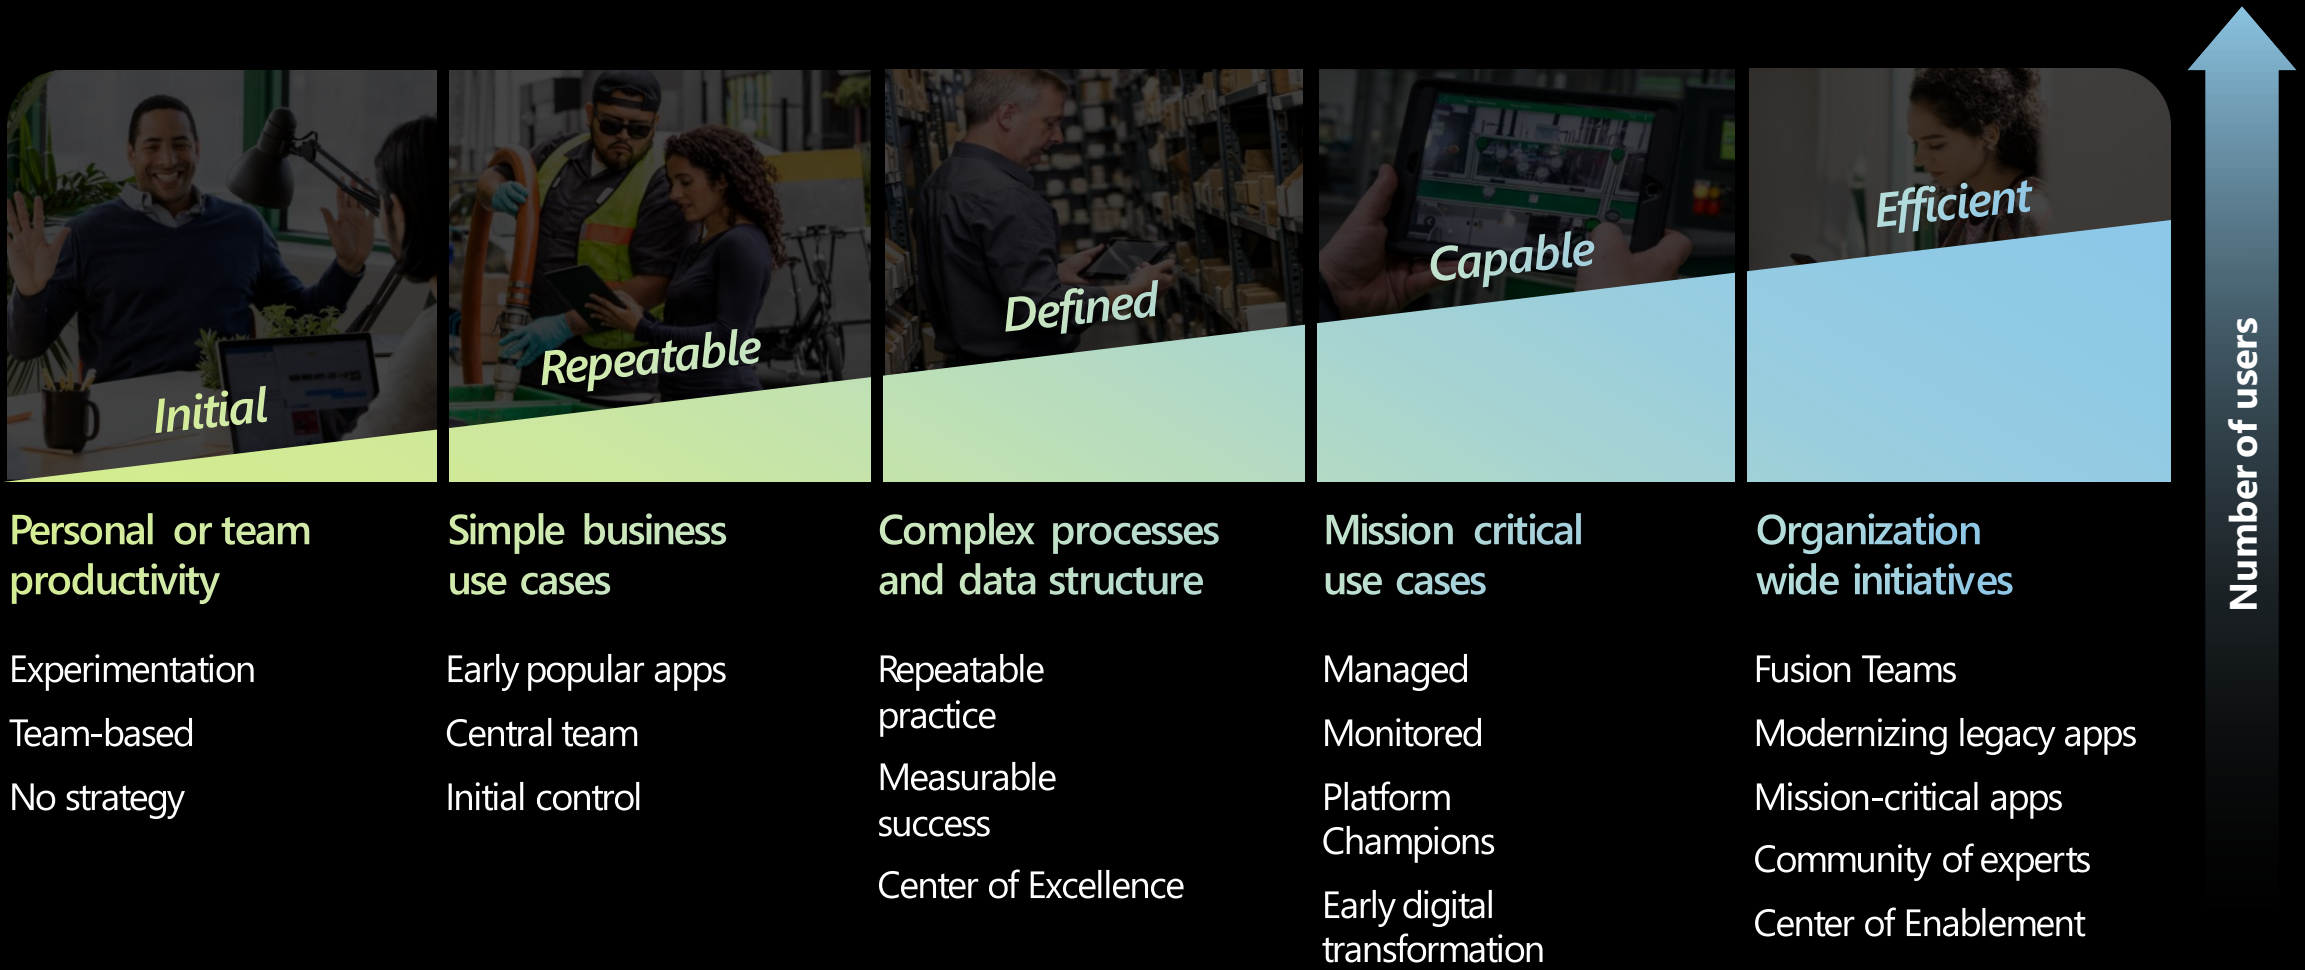 Initial
Repeatable
Defined
Capable
Efficient
Number of users
Personal or team
productivity
Experimentation
Team-based
No strategy
Simple business
use cases
Early popular apps
Central team
Initial control
Complex processes
and data structure
Repeatable
practice
Measurable
success
Center of Excellence
Mission critical
use cases
Managed
Monitored
Platform
Champions
Early digital
transformation
Organization
wide initiatives
Fusion Teams
Modernizing legacy apps
Mission-critical apps
Community of experts
Center of Enablement